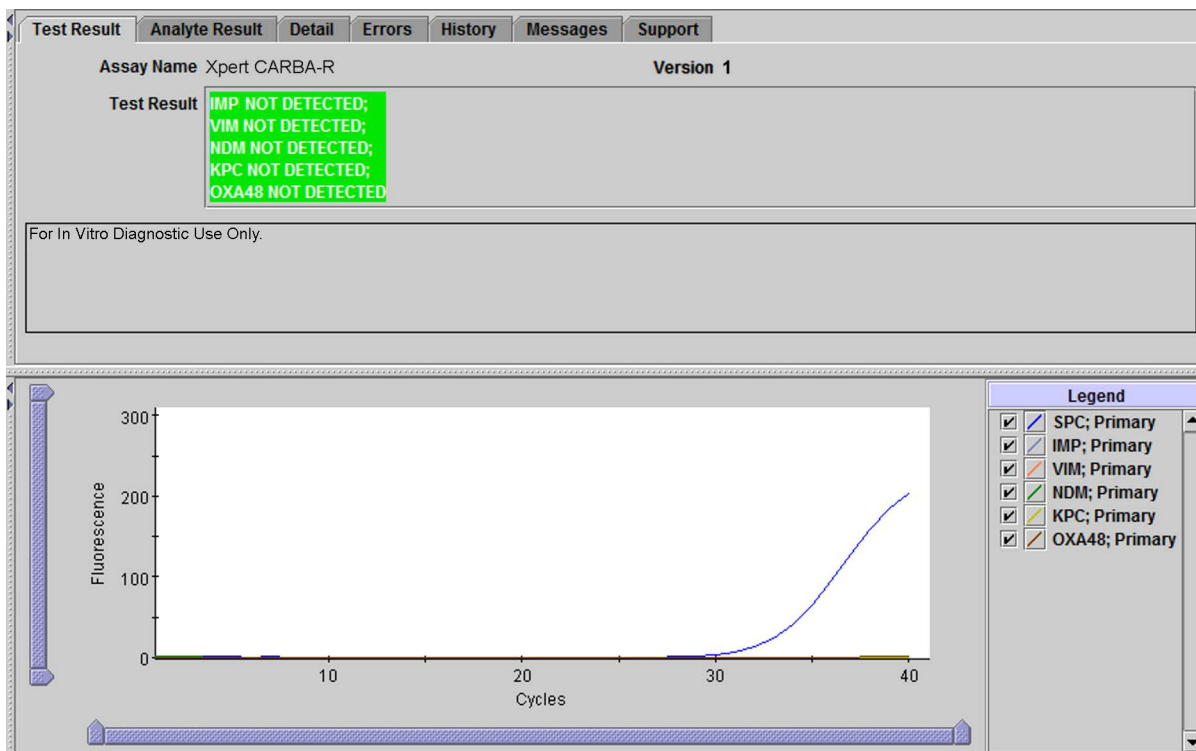 Test Result Analyte Result Detail Errors History Messages Support
Assay Name Xpert CARBA-R Version 1
Test Result IMP NOT DETECTED;
VIM NOT DETECTED;
NDM NOT DETECTED;
KPC NOT DETECTED;
OXA48 NOT DETECTED
For In Vitro Diagnostic Use Only.
300
200
100
0
Fluorescence
10 20 30 40
Cycles
Legend
SPC; Primary
IMP; Primary
VIM; Primary
NDM; Primary
KPC; Primary
OXA48; Primary